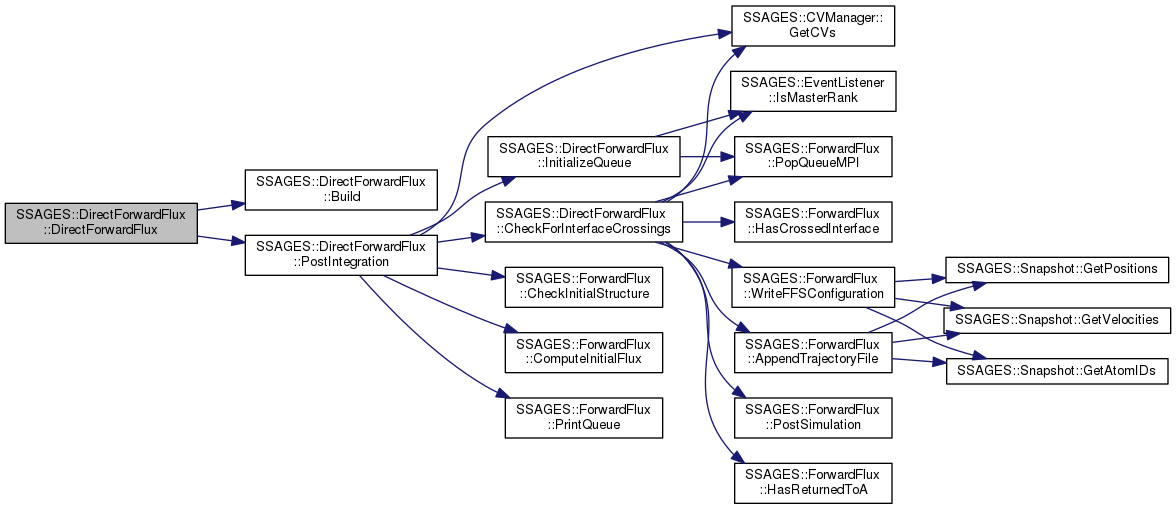 SSAGES::DirectForwardFlux
::DirectForwardFlux
SSAGES::DirectForwardFlux
::Build
SSAGES::DirectForwardFlux
::PostIntegration
SSAGES::DirectForwardFlux
::InitializeQueue
SSAGES::DirectForwardFlux
::CheckForInterfaceCrossings
SSAGES::ForwardFlux
::CheckInitialStructure
SSAGES::ForwardFlux
::ComputeInitialFlux
SSAGES::ForwardFlux
::PrintQueue
SSAGES::CVManager::
GetCVs
SSAGES::EventListener
::IsMasterRank
SSAGES::ForwardFlux
::PopQueueMPI
SSAGES::ForwardFlux
::HasCrossedInterface
SSAGES::ForwardFlux
::WriteFFSConfiguration
SSAGES::ForwardFlux
::AppendTrajectoryFile
SSAGES::ForwardFlux
::PostSimulation
SSAGES::ForwardFlux
::HasReturnedToA
SSAGES::Snapshot::GetPositions
SSAGES::Snapshot::GetVelocities
SSAGES::Snapshot::GetAtomIDs